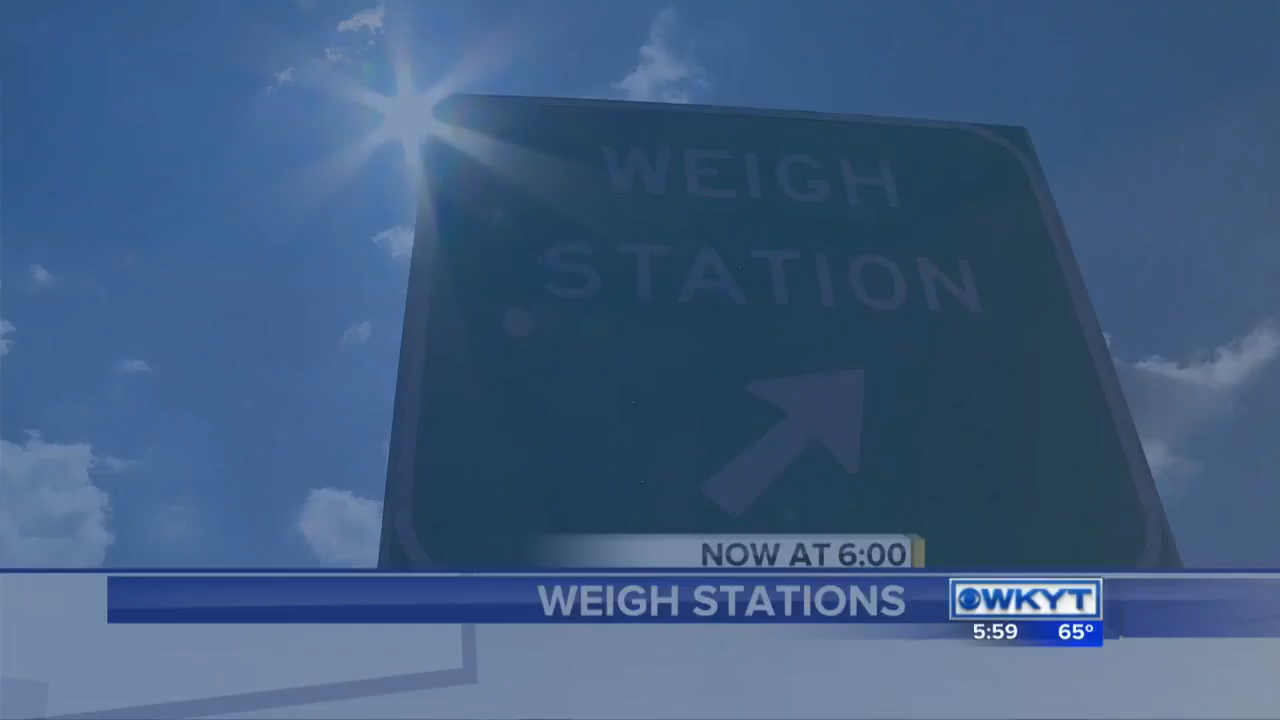 WEIGH
STATION
NOW AT 6:00
WEIGH STATIONS
WKYT
5:59 65°